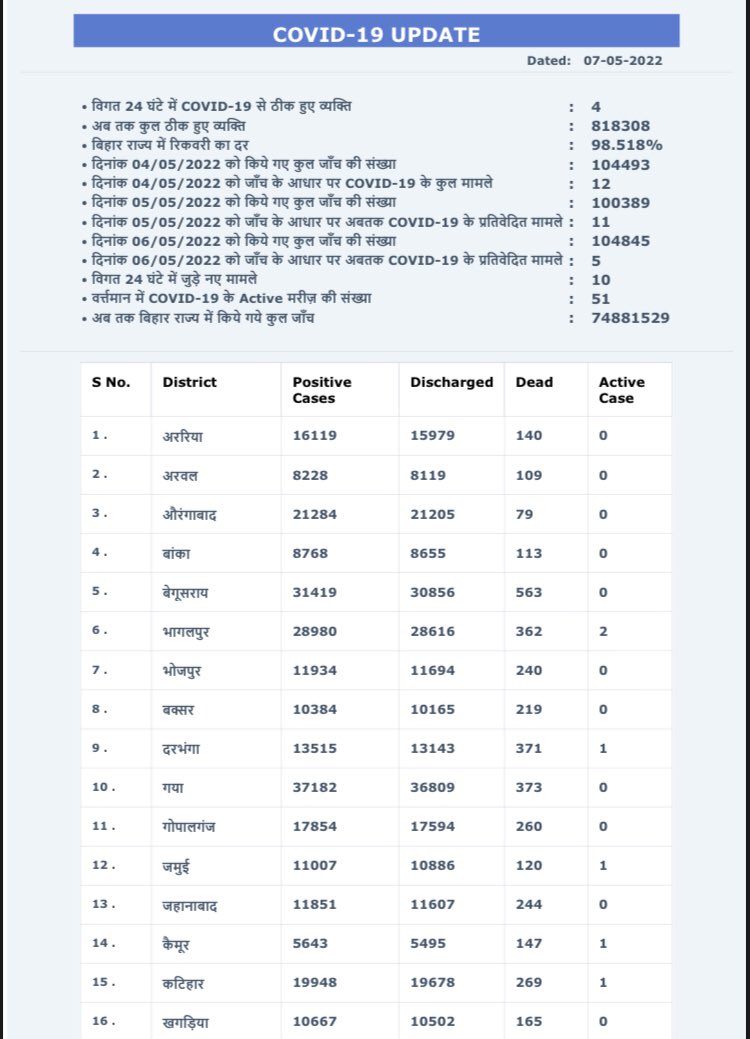 COVID-19 UPDATE
Dated: 07-05-2022
• विगत 24 घंटे में COVID-19 से ठीक हुए व्यक्ति : 4
• अब तक कुल ठीक हुए व्यक्ति : 818308
• बिहार राज्य में रिकवरी का दर : 98.518%
• दिनांक 04/05/2022 को किये गए कुल जाँच की संख्या : 104493
• दिनांक 04/05/2022 को जाँच के आधार पर COVID-19 के कुल मामले : 12
• दिनांक 05/05/2022 को किये गए कुल जाँच की संख्या : 100389
• दिनांक 05/05/2022 को जाँच के आधार पर अबतक COVID-19 के प्रतिवेदित मामले : 11
• दिनांक 06/05/2022 को किये गए कुल जाँच की संख्या : 104845
• दिनांक 06/05/2022 को जाँच के आधार पर अबतक COVID-19 के प्रतिवेदित मामले : 5
• विगत 24 घंटे में जुड़े नए मामले : 10
• वर्त्तमान में COVID-19 के Active मरीज़ की संख्या : 51
• अब तक बिहार राज्य में किये गये कुल जाँच : 74881529
S No. District Positive Cases Discharged Dead Active Case
1 . अररिया 16119 15979 140 0
2 . अरवल 8228 8119 109 0
3 . औरंगाबाद 21284 21205 79 0
4 . बांका 8768 8655 113 0
5 . बेगूसराय 31419 30856 563 0
6 . भागलपुर 28980 28616 362 2
7 . भोजपुर 11934 11694 240 0
8 . बक्सर 10384 10165 219 0
9 . दरभंगा 13515 13143 371 1
10 . गया 37182 36809 373 0
11 . गोपालगंज 17854 17594 260 0
12 . जमुई 11007 10886 120 1
13 . जहानाबाद 11851 11607 244 0
14 . कैमूर 5643 5495 147 1
15 . कटिहार 19948 19678 269 1
16 . खगड़िया 10667 10502 165 0